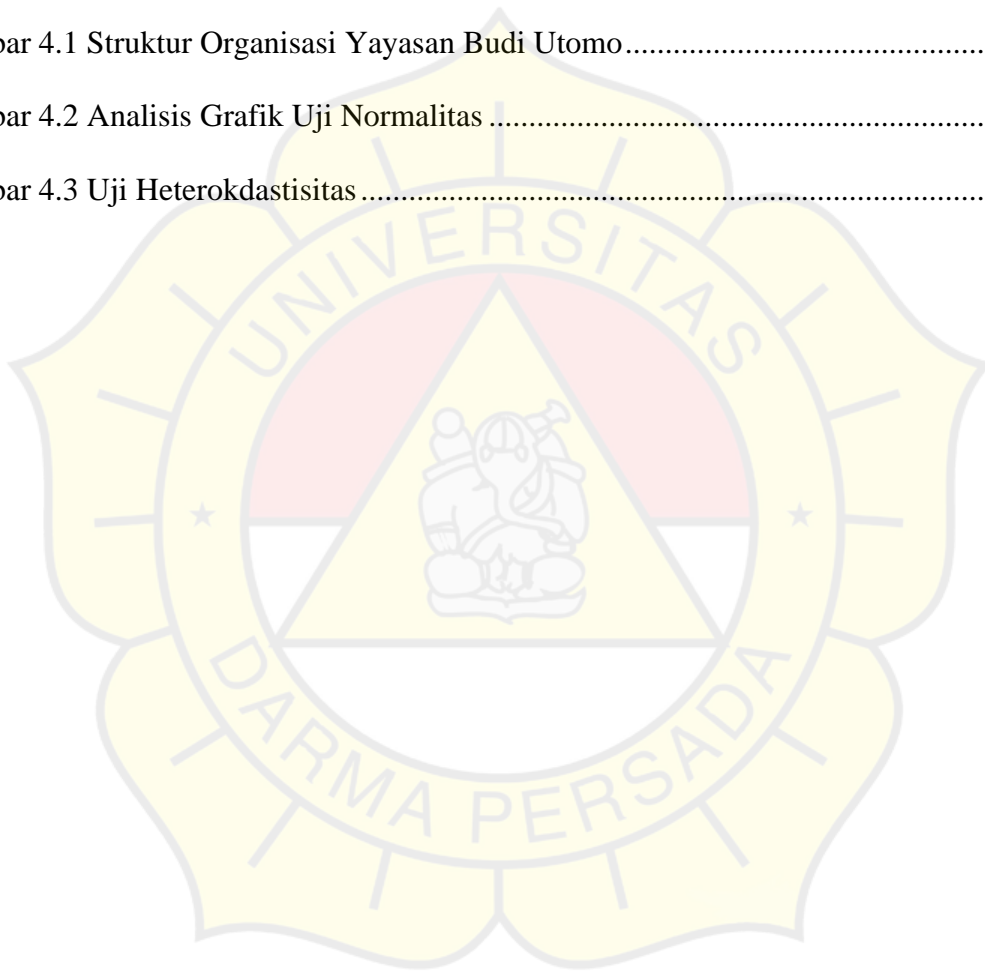 bar 4.1 Struktur Organisasi Yayasan Budi Utomo.......................................
bar 4.2 Analisis Grafik Uji Normalitas .......................................................
bar 4.3 Uji Heterokdastisitas .......................................................................
UNIVERSITAS
DARMA PERSADA